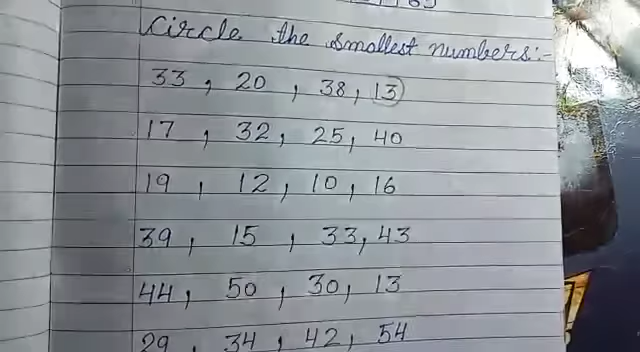 Circle the smallest numbers:-
33, 20, 38, 13
17, 32, 25, 40
19, 12, 10, 16
39, 15, 33, 43
44, 50, 30, 13
29, 34, 42, 54